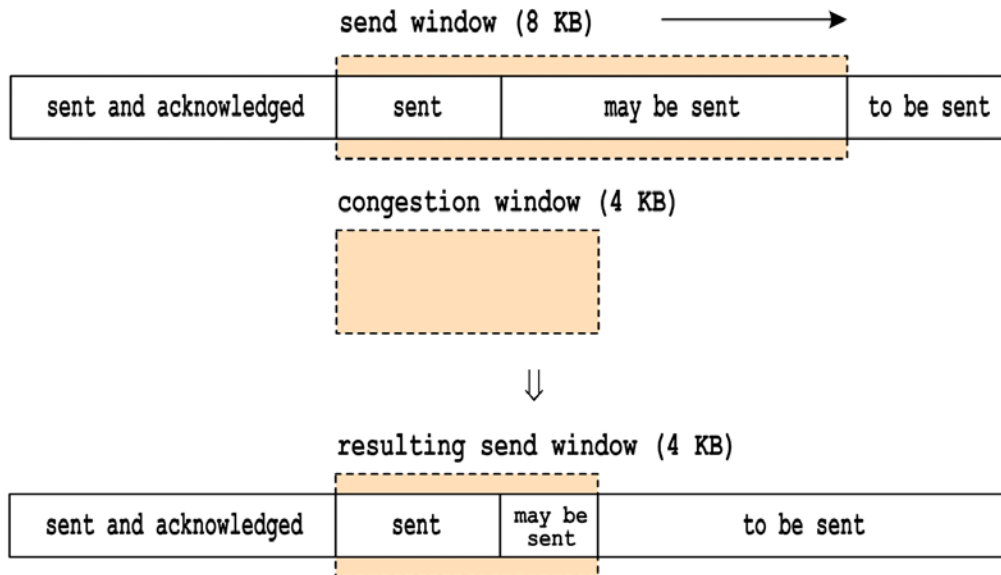 send window (8 KB)
sent and acknowledged sent may be sent to be sent
congestion window (4 KB)
⇓
resulting send window (4 KB)
sent and acknowledged sent may be sent to be sent